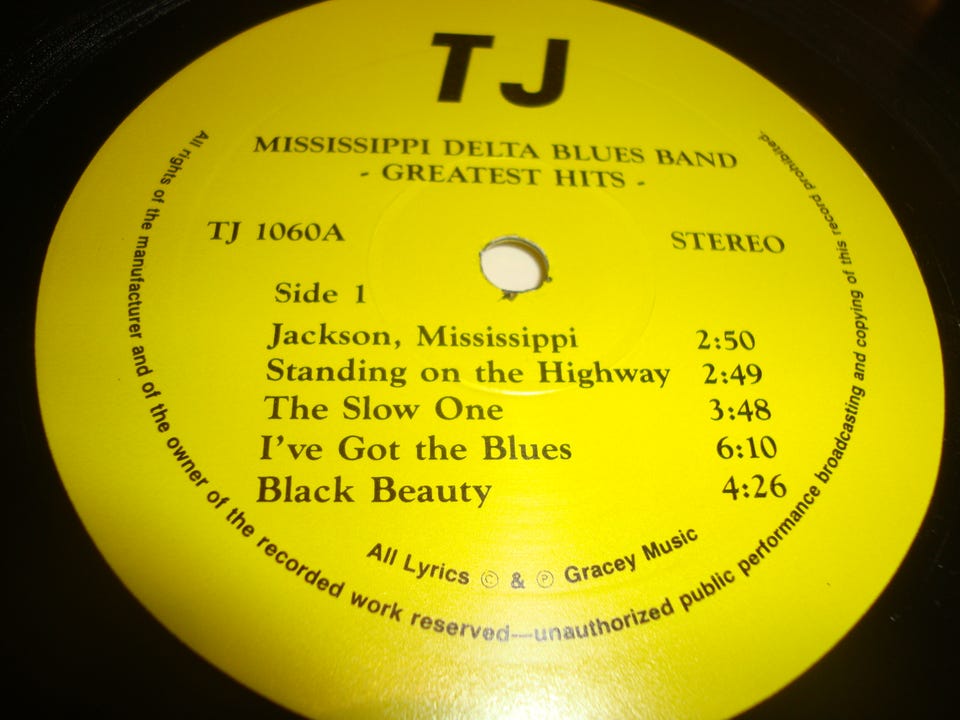 TJ
MISSISSIPPI DELTA BLUES BAND
- GREATEST HITS -
TJ 1060A
STEREO
Side 1
Jackson, Mississippi 2:50
Standing on the Highway 2:49
The Slow One 3:48
I've Got the Blues 6:10
Black Beauty 4:26
All Lyrics © & ℗ Gracey Music
All rights of the manufacturer and of the owner of the recorded work reserved—unauthorized public performance broadcasting and copying of this record prohibited.